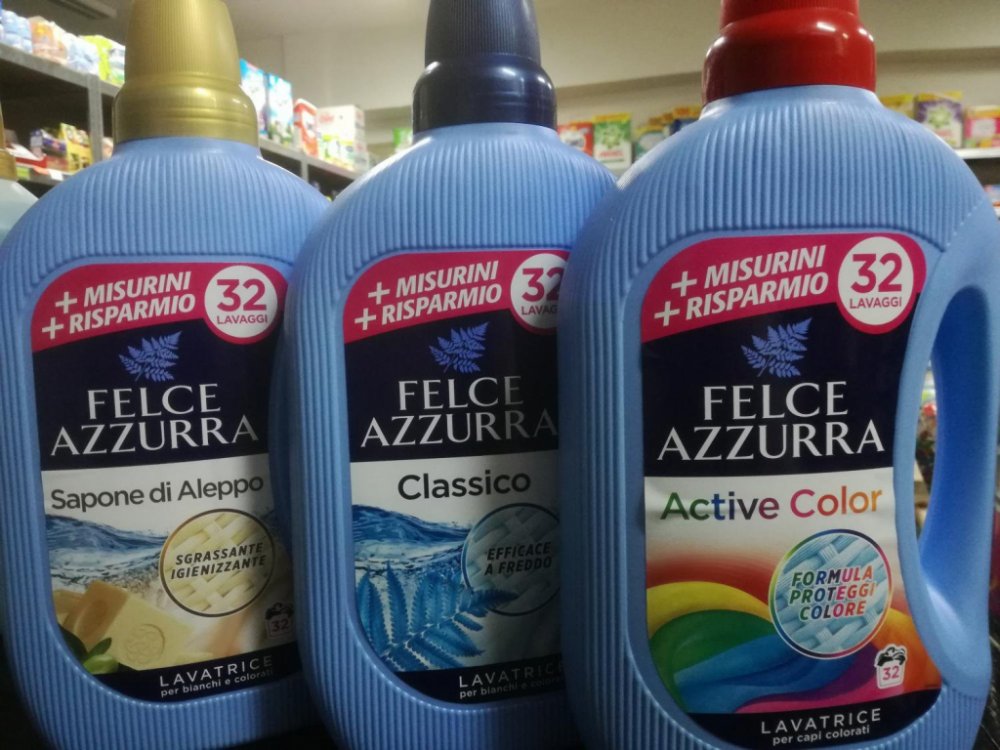 + MISURINI
+ RISPARMIO
32
LAVAGGI
FELCE
AZZURRA
Sapone di Aleppo
SGRASSANTE
IGIENIZZANTE
32
LAVATRICE
per bianchi e colorati
+ MISURINI
+ RISPARMIO
32
LAVAGGI
FELCE
AZZURRA
Classico
EFFICACE
A FREDDO
LAVATRICE
per bianchi e colorati
+ MISURINI
+ RISPARMIO
32
LAVAGGI
FELCE
AZZURRA
Active Color
FORMULA
PROTEGGI
COLORE
32
LAVATRICE
per capi colorati